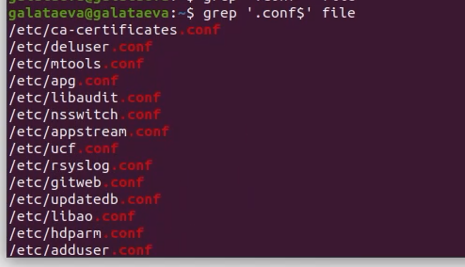 galataeva@galataeva:~$ grep '.conf$' file
/etc/ca-certificates.conf
/etc/deluser.conf
/etc/mtools.conf
/etc/apg.conf
/etc/libaudit.conf
/etc/nsswitch.conf
/etc/appstream.conf
/etc/ucf.conf
/etc/rsyslog.conf
/etc/gitweb.conf
/etc/updatedb.conf
/etc/libao.conf
/etc/hdparm.conf
/etc/adduser.conf